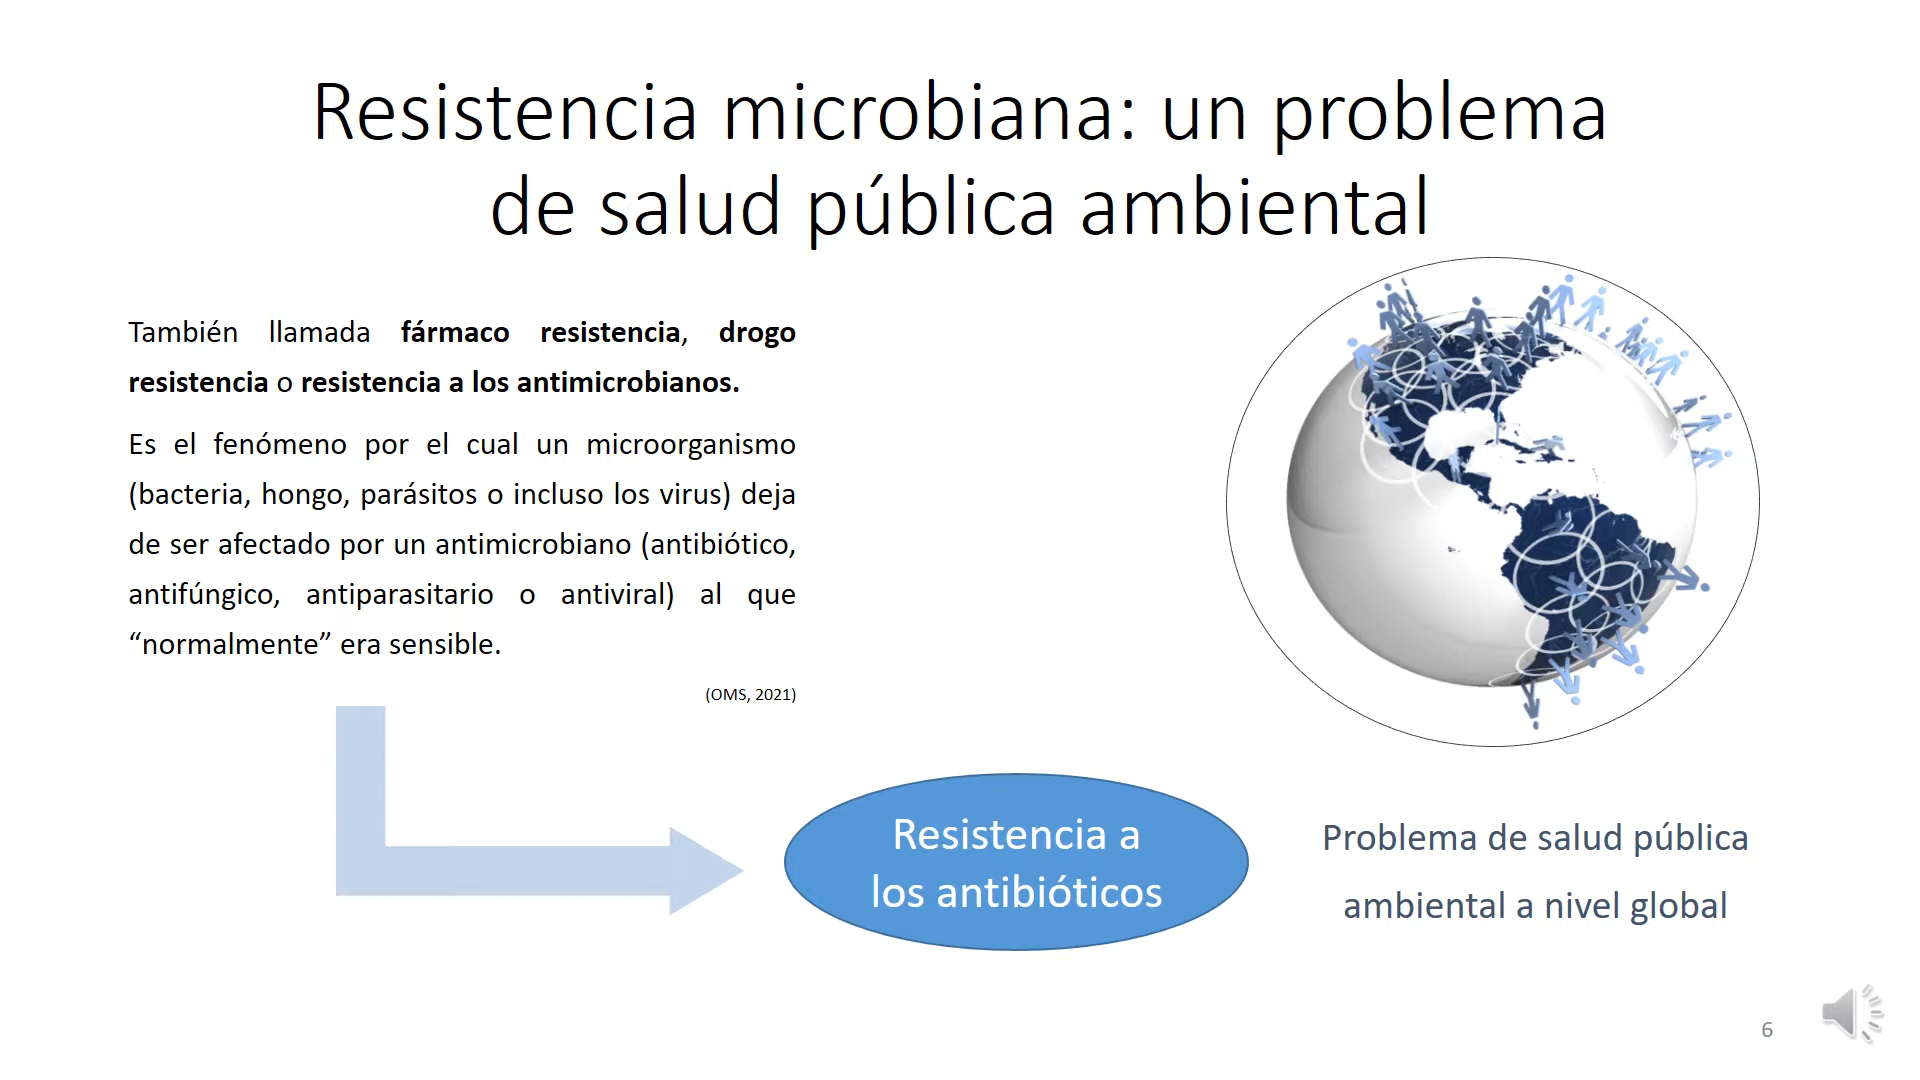 Resistencia microbiana: un problema
de salud pública ambiental
También llamada fármaco resistencia, drogo
resistencia o resistencia a los antimicrobianos.
Es el fenómeno por el cual un microorganismo
(bacteria, hongo, parásitos o incluso los virus) deja
de ser afectado por un antimicrobiano (antibiótico,
antifúngico, antiparasitario o antiviral) al que
“normalmente” era sensible.
(OMS, 2021)
Resistencia a
los antibióticos
Problema de salud pública
ambiental a nivel global
6